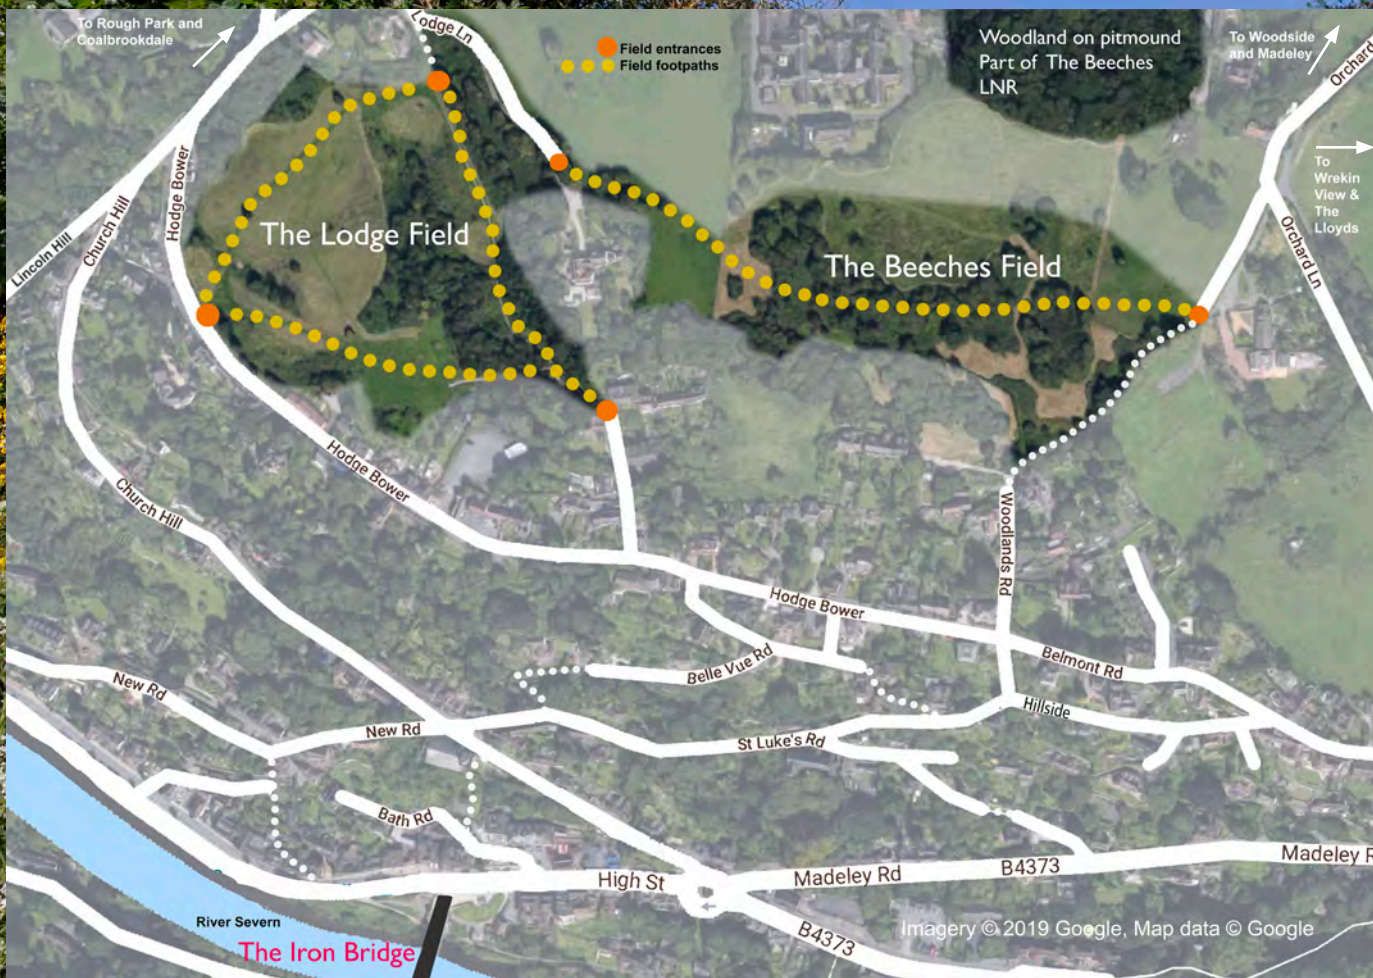 To Rough Park and
Coalbrookdale
Lodge Ln
Field entrances
Field footpaths
Woodland on pitmound
Part of The Beeches
LNR
To Woodside
and Madeley
Orchard
To
Wrekin
View &
The
Lloyds
Hodge Bower
Church Hill
Lincoln Hill
The Lodge Field
The Beeches Field
Orchard Ln
Hodge Bower
Church Hill
Woodlands Rd
Hodge Bower
Belle Vue Rd
Belmont Rd
New Rd
New Rd
Hillside
St Luke's Rd
Bath Rd
High St
Madeley Rd
B4373
Madeley R
River Severn
The Iron Bridge
B4373
Imagery © 2019 Google, Map data © Google